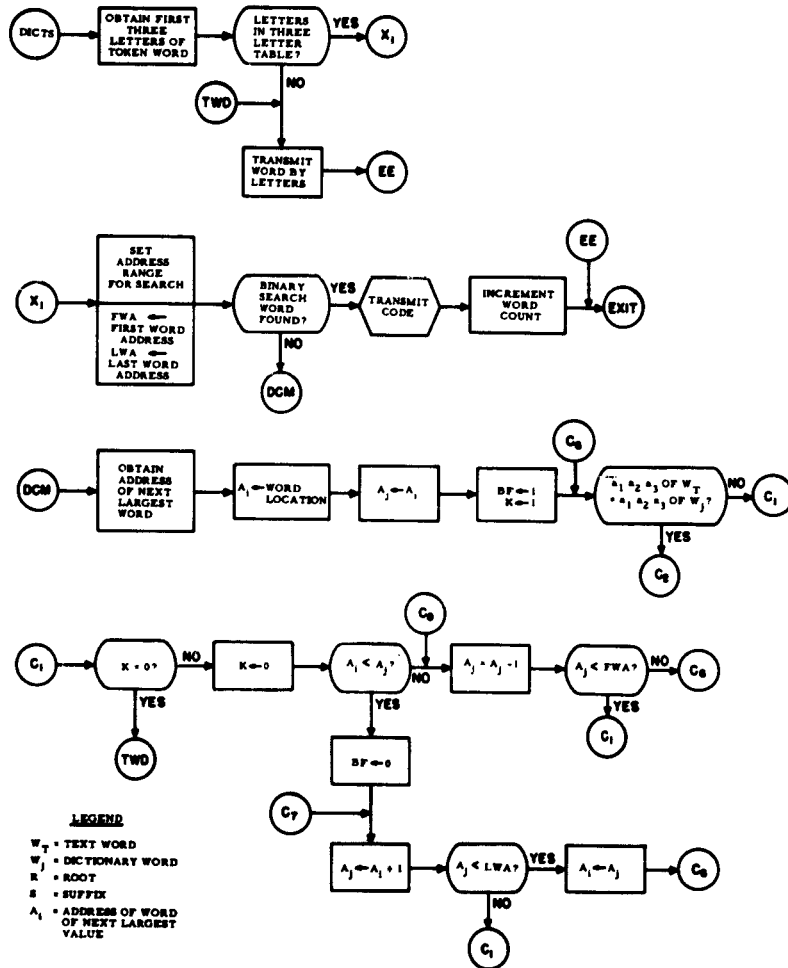 DICTS
OBTAIN FIRST
THREE
LETTERS OF
TOKEN WORD
LETTERS
IN THREE
LETTER
TABLE?
YES
X₁
NO
TWD
TRANSMIT
WORD BY
LETTERS
EE
X₁
SET
ADDRESS
RANGE
FOR SEARCH
FWA ←
FIRST WORD
ADDRESS
LWA ←
LAST WORD
ADDRESS
BINARY
SEARCH
WORD
FOUND?
YES
NO
DCM
TRANSMIT
CODE
INCREMENT
WORD
COUNT
EE
EXIT
DCM
OBTAIN
ADDRESS
OF NEXT
LARGEST
WORD
Aᵢ ← WORD
LOCATION
Aⱼ ← Aᵢ
BF ← 1
K ← 1
C₆
a₁ a₂ a₃ OF W_T
= a₁ a₂ a₃ OF Wⱼ?
NO
C₁
YES
C₂
C₁
K = 0?
NO
YES
TWD
K ← 0
Aᵢ < Aⱼ?
NO
YES
Aⱼ = Aⱼ - 1
Aⱼ < FWA?
NO
C₆
YES
C₁
BF ← 0
C₇
Aⱼ ← Aᵢ + 1
Aⱼ < LWA?
YES
NO
C₁
Aᵢ ← Aⱼ
LEGEND
W_T = TEXT WORD
Wⱼ = DICTIONARY WORD
R = ROOT
S = SUFFIX
Aᵢ = ADDRESS OF WORD
OF NEXT LARGEST
VALUE